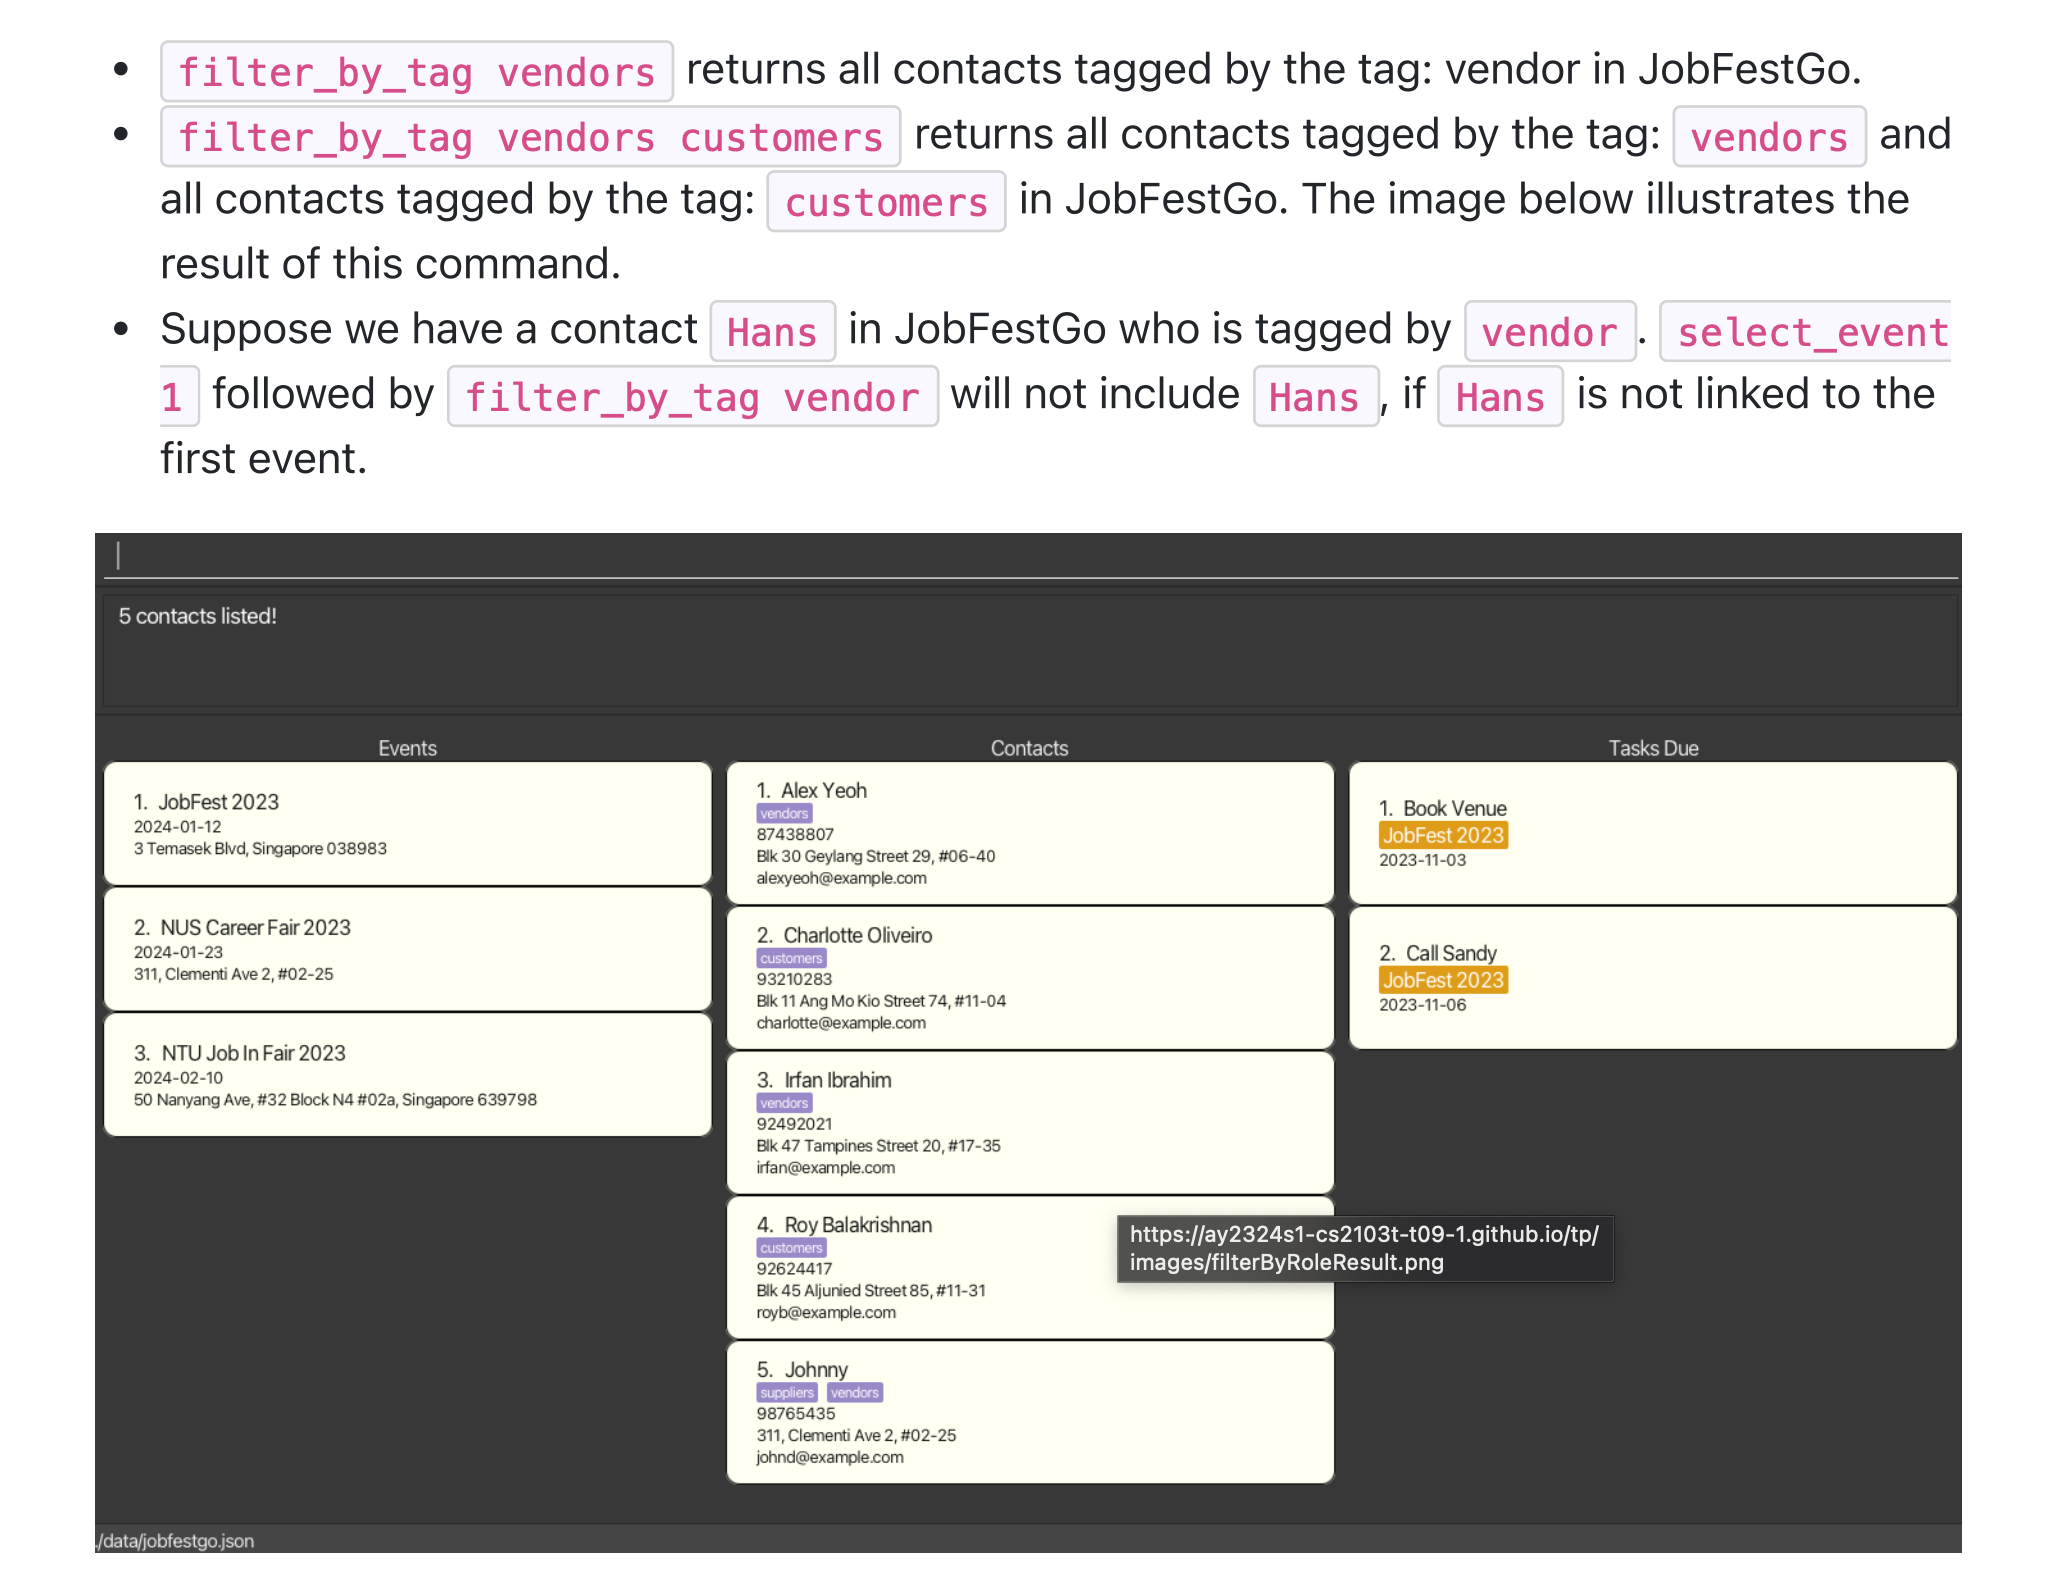 • filter_by_tag vendors returns all contacts tagged by the tag: vendor in JobFestGo.
• filter_by_tag vendors customers returns all contacts tagged by the tag: vendors and
all contacts tagged by the tag: customers in JobFestGo. The image below illustrates the
result of this command.
• Suppose we have a contact Hans in JobFestGo who is tagged by vendor. select_event
1 followed by filter_by_tag vendor will not include Hans, if Hans is not linked to the
first event.
5 contacts listed!
Events
1. JobFest 2023
2024-01-12
3 Temasek Blvd, Singapore 038983
2. NUS Career Fair 2023
2024-01-23
311, Clementi Ave 2, #02-25
3. NTU Job In Fair 2023
2024-02-10
50 Nanyang Ave, #32 Block N4 #02a, Singapore 639798
Contacts
1. Alex Yeoh
vendors
87438807
Blk 30 Geylang Street 29, #06-40
alexyeoh@example.com
2. Charlotte Oliveiro
customers
93210283
Blk 11 Ang Mo Kio Street 74, #11-04
charlotte@example.com
3. Irfan Ibrahim
vendors
92492021
Blk 47 Tampines Street 20, #17-35
irfan@example.com
4. Roy Balakrishnan
customers
92624417
Blk 45 Aljunied Street 85, #11-31
royb@example.com
5. Johnny
suppliers vendors
98765435
311, Clementi Ave 2, #02-25
johnd@example.com
Tasks Due
1. Book Venue
JobFest 2023
2023-11-03
2. Call Sandy
JobFest 2023
2023-11-06
https://ay2324s1-cs2103t-t09-1.github.io/tp/
images/filterByRoleResult.png
./data/jobfestgo.json